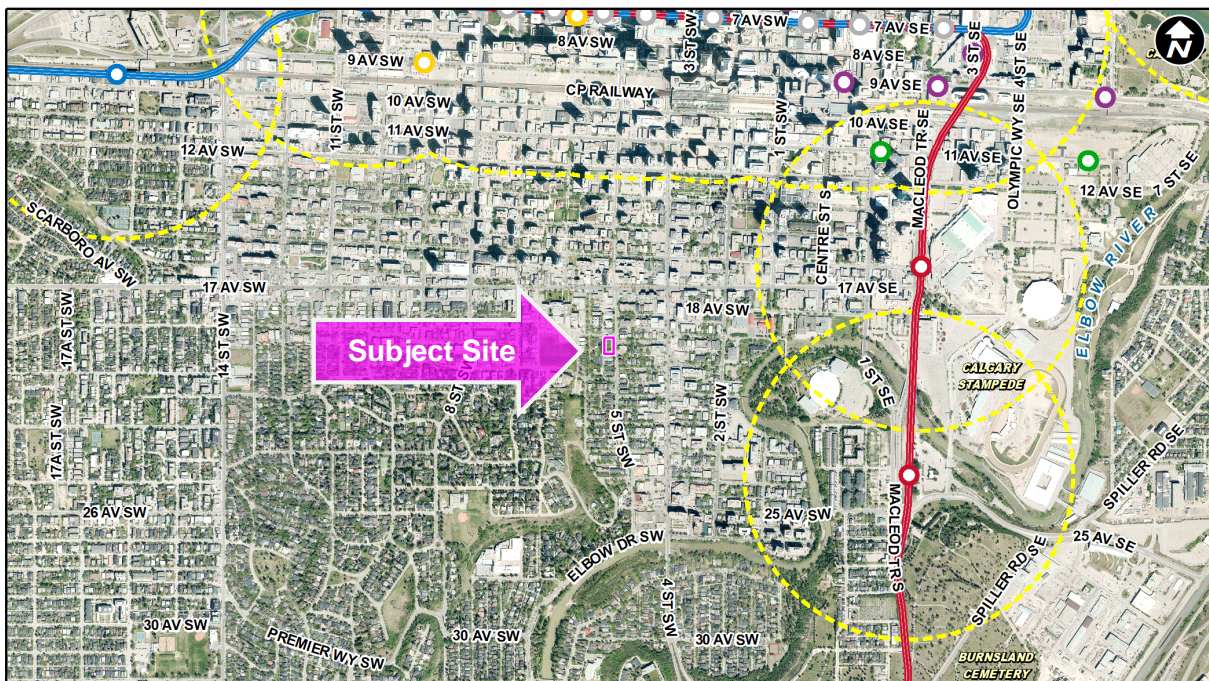 7 AV SW
7 AV SE
3 ST SW
3 ST SE
4 ST SE
8 AV SW
8 AV SE
9 AV SW
9 AV SE
CP RAILWAY
10 AV SW
10 AV SE
11 ST SW
1 ST SW
11 AV SW
11 AV SE
12 AV SW
12 AV SE
7 ST SE
MACLEOD TR SE
OLYMPIC WY SE
SCARBORO AV SW
CENTRE ST S
ELBOW RIVER
17 AV SW
17 AV SE
18 AV SW
17A ST SW
14 ST SW
Subject Site
8 ST SW
1 ST SE
CALGARY
STAMPEDE
2 ST SW
5 ST SW
17A ST SW
SPILLER RD SE
26 AV SW
25 AV SW
MACLEOD TR S
25 AV SE
ELBOW DR SW
SPILLER RD SE
4 ST SW
30 AV SW
30 AV SW
30 AV SW
PREMIER WY SW
BURNSLAND
CEMETERY
N